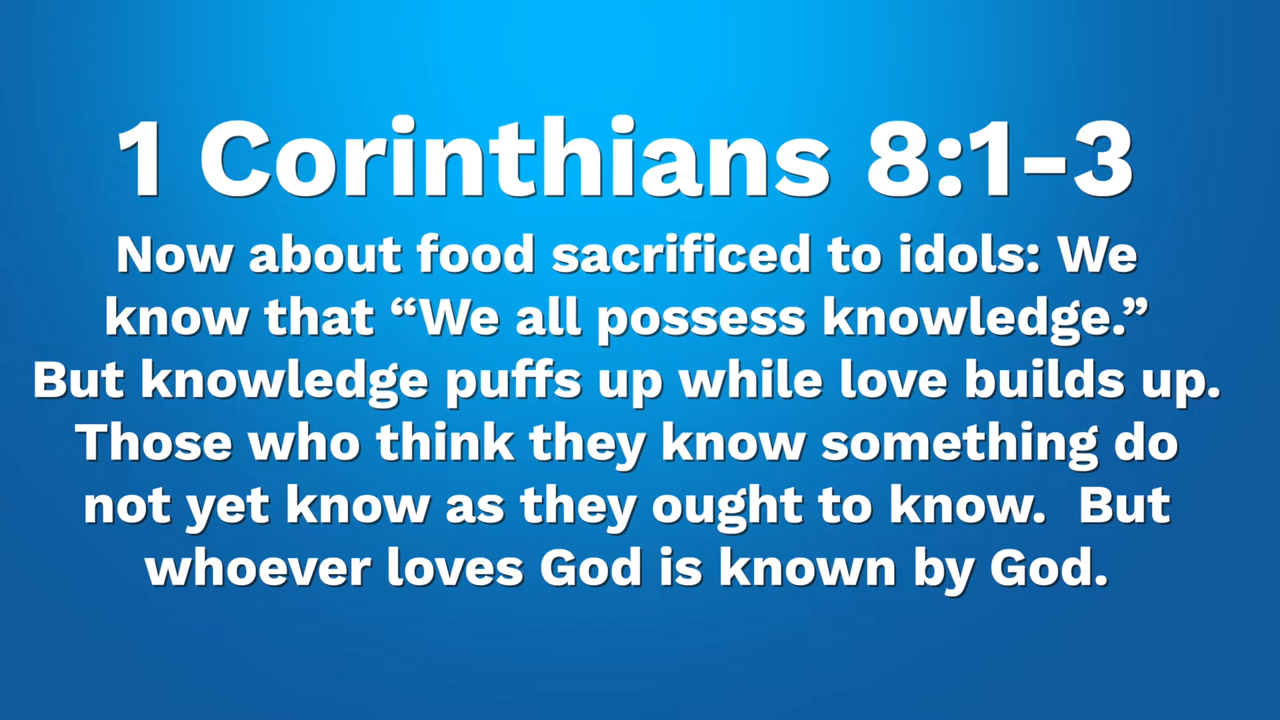 1 Corinthians 8:1-3
Now about food sacrificed to idols: We
know that “We all possess knowledge.”
But knowledge puffs up while love builds up.
Those who think they know something do
not yet know as they ought to know.  But
whoever loves God is known by God.